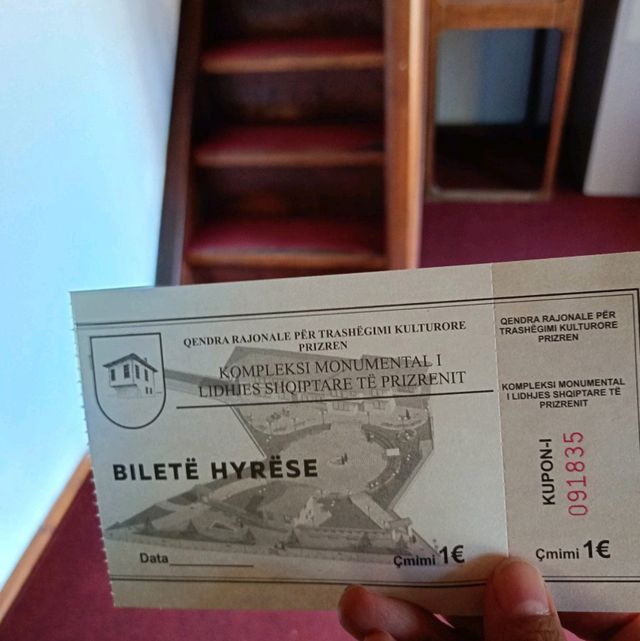 QENDRA RAJONALE PËR TRASHËGIMI KULTURORE
PRIZREN
KOMPLEKSI MONUMENTAL I
LIDHJES SHQIPTARE TË PRIZRENIT
BILETË HYRËSE
Data
Çmimi 1€
QENDRA RAJONALE PËR
TRASHËGIMI KULTURORE
PRIZREN
KOMPLEKSI MONUMENTAL
I LIDHJES SHQIPTARE TË
PRIZRENIT
KUPON-I
091835
Çmimi 1€